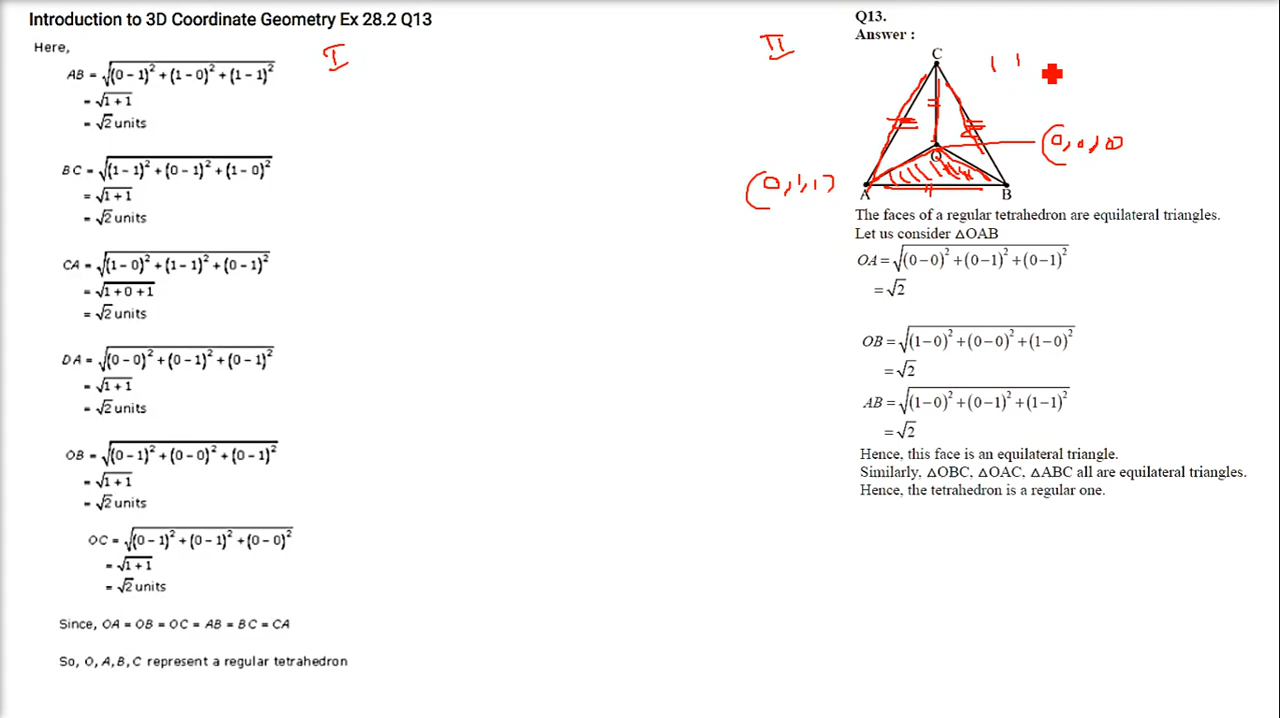 Introduction to 3D Coordinate Geometry Ex 28.2 Q13
Here,
I
AB = √((0 − 1)² + (1 − 0)² + (1 − 1)²)
= √(1 + 1)
= √2 units
BC = √((1 − 1)² + (0 − 1)² + (1 − 0)²)
= √(1 + 1)
= √2 units
CA = √((1 − 0)² + (1 − 1)² + (0 − 1)²)
= √(1 + 0 + 1)
= √2 units
DA = √((0 − 0)² + (0 − 1)² + (0 − 1)²)
= √(1 + 1)
= √2 units
OB = √((0 − 1)² + (0 − 0)² + (0 − 1)²)
= √(1 + 1)
= √2 units
OC = √((0 − 1)² + (0 − 1)² + (0 − 0)²)
= √(1 + 1)
= √2 units
Since, OA = OB = OC = AB = BC = CA
So, O, A, B, C represent a regular tetrahedron
II
Q13.
Answer :
C
(0, 0, 0)
O
(0, 1, 1)
A B
The faces of a regular tetrahedron are equilateral triangles.
Let us consider △OAB
OA = √((0−0)² + (0−1)² + (0−1)²)
= √2
OB = √((1−0)² + (0−0)² + (1−0)²)
= √2
AB = √((1−0)² + (0−1)² + (1−1)²)
= √2
Hence, this face is an equilateral triangle.
Similarly, △OBC, △OAC, △ABC all are equilateral triangles.
Hence, the tetrahedron is a regular one.